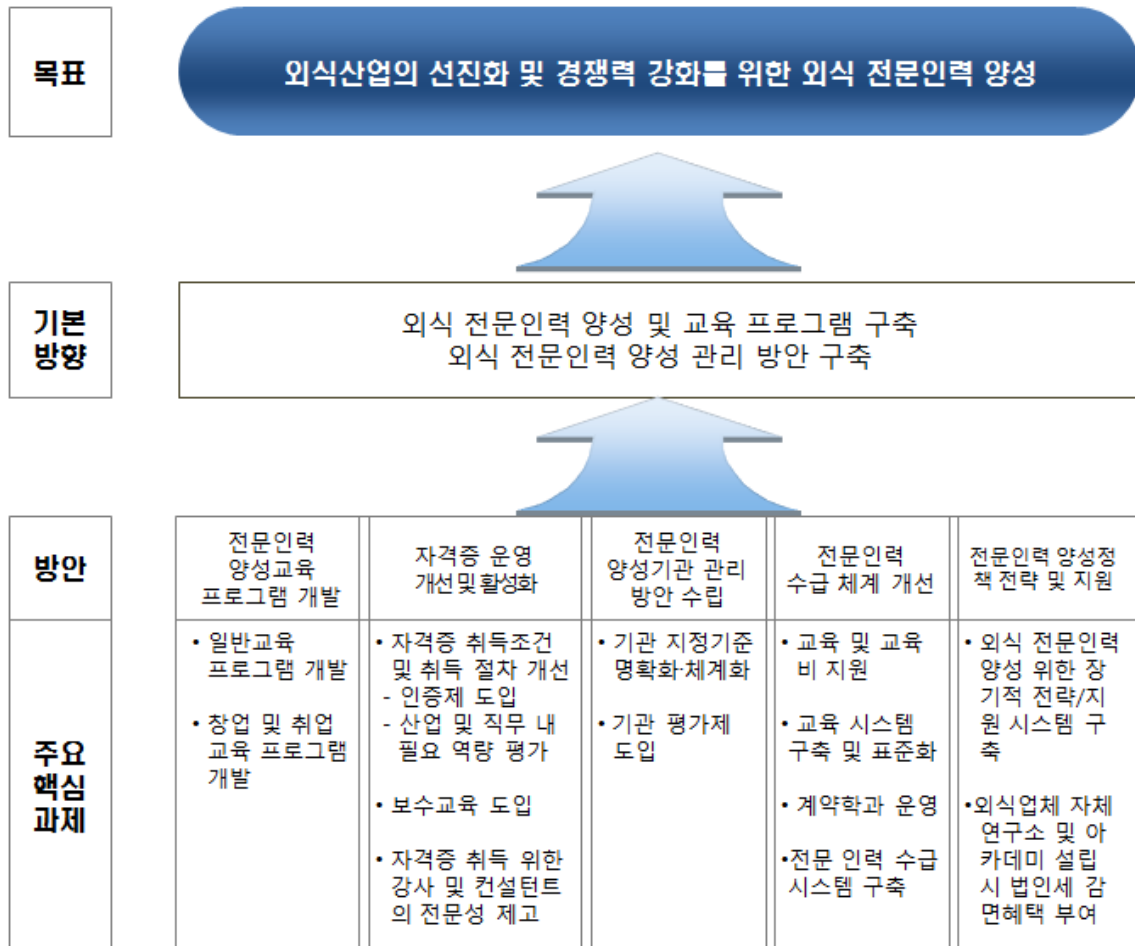 목표
외식산업의 선진화 및 경쟁력 강화를 위한 외식 전문인력 양성
기본
방향
외식 전문인력 양성 및 교육 프로그램 구축
외식 전문인력 양성 관리 방안 구축
방안
전문인력
양성교육
프로그램 개발
자격증 운영
개선및활성화
전문인력
양성기관 관리
방안 수립
전문인력
수급 체계 개선
전문인력 양성정
책 전략 및 지원
주요
핵심
과제
• 일반교육
프로그램 개발
• 창업 및 취업
교육 프로그램
개발
• 자격증 취득조건
및 취득 절차 개선
- 인증제 도입
- 산업 및 직무 내
필요 역량 평가
• 보수교육 도입
• 자격증 취득 위한
강사 및 컨설턴트
의 전문성 제고
• 기관 지정기준
명확화·체계화
• 기관 평가제
도입
• 교육 및 교육
비 지원
• 교육 시스템
구축 및 표준화
• 계약학과 운영
•전문 인력 수급
시스템 구축
• 외식 전문인력
양성 위한 장
기적 전략/지
원 시스템 구
축
•외식업체 자체
연구소 및 아
카데미 설립
시 법인세 감
면혜택 부여